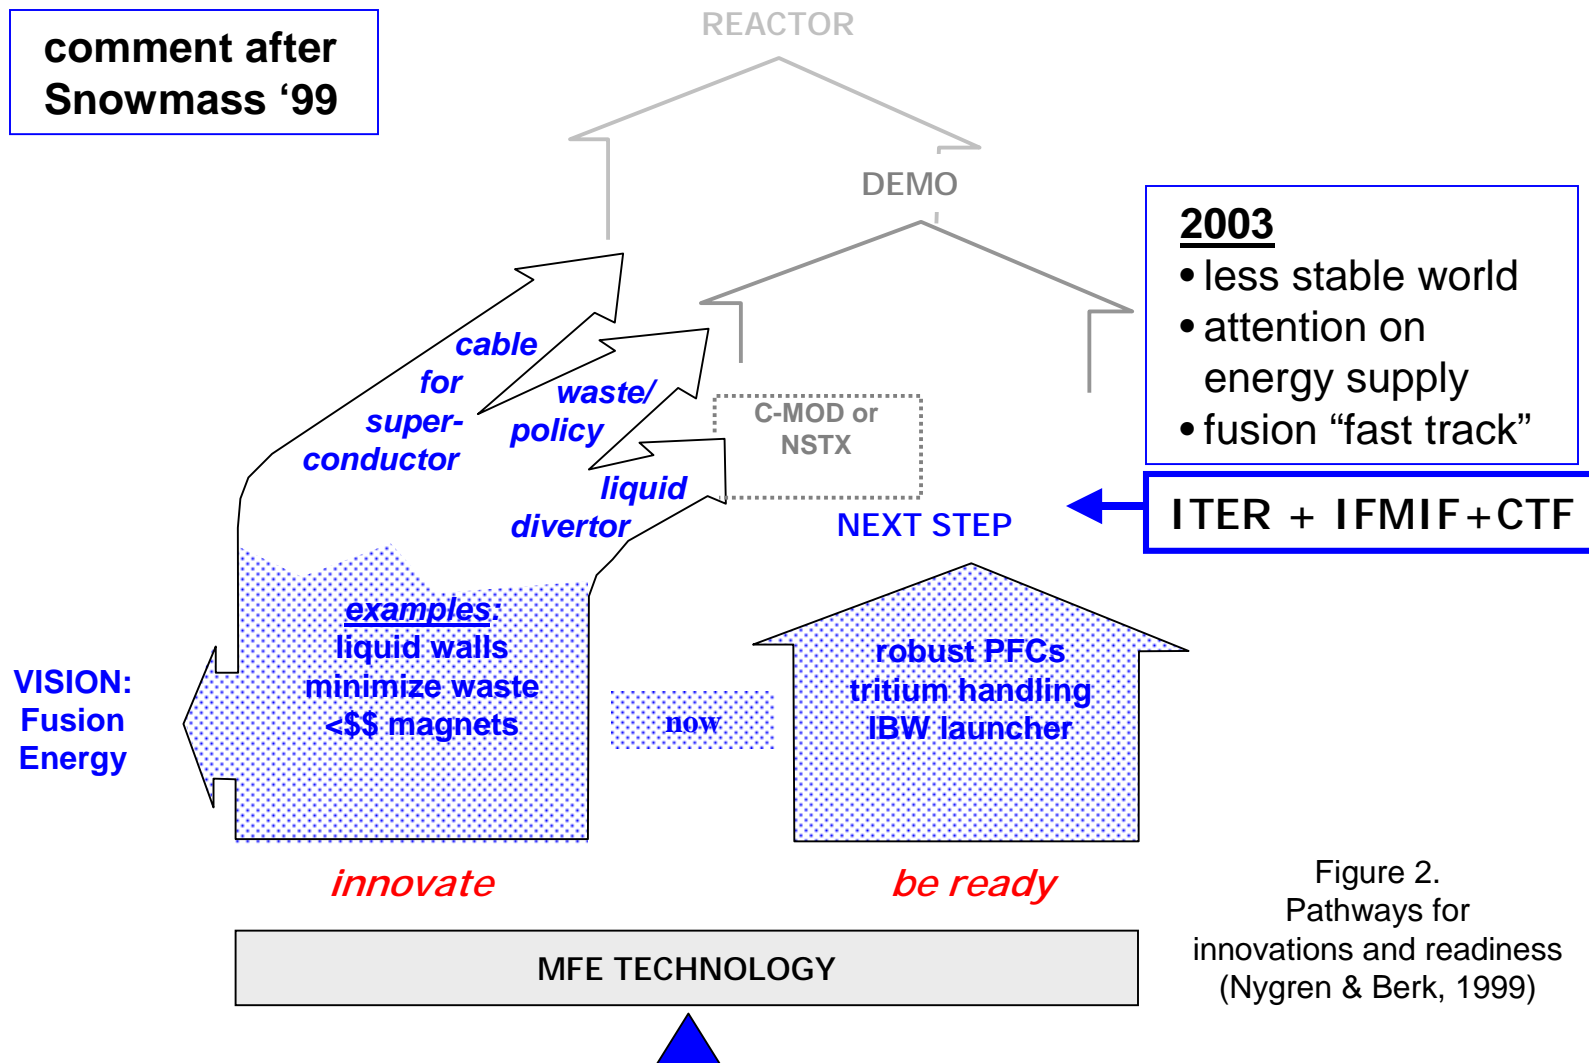 comment after
Snowmass ‘99
REACTOR
DEMO
2003
• less stable world
• attention on
energy supply
• fusion “fast track”
ITER + IFMIF+CTF
cable
for
super-
conductor
waste/
policy
liquid
divertor
C-MOD or
NSTX
NEXT STEP
examples:
liquid walls
minimize waste
<$$ magnets
VISION:
Fusion
Energy
now
robust PFCs
tritium handling
IBW launcher
innovate
be ready
MFE TECHNOLOGY
Figure 2.
Pathways for
innovations and readiness
(Nygren & Berk, 1999)